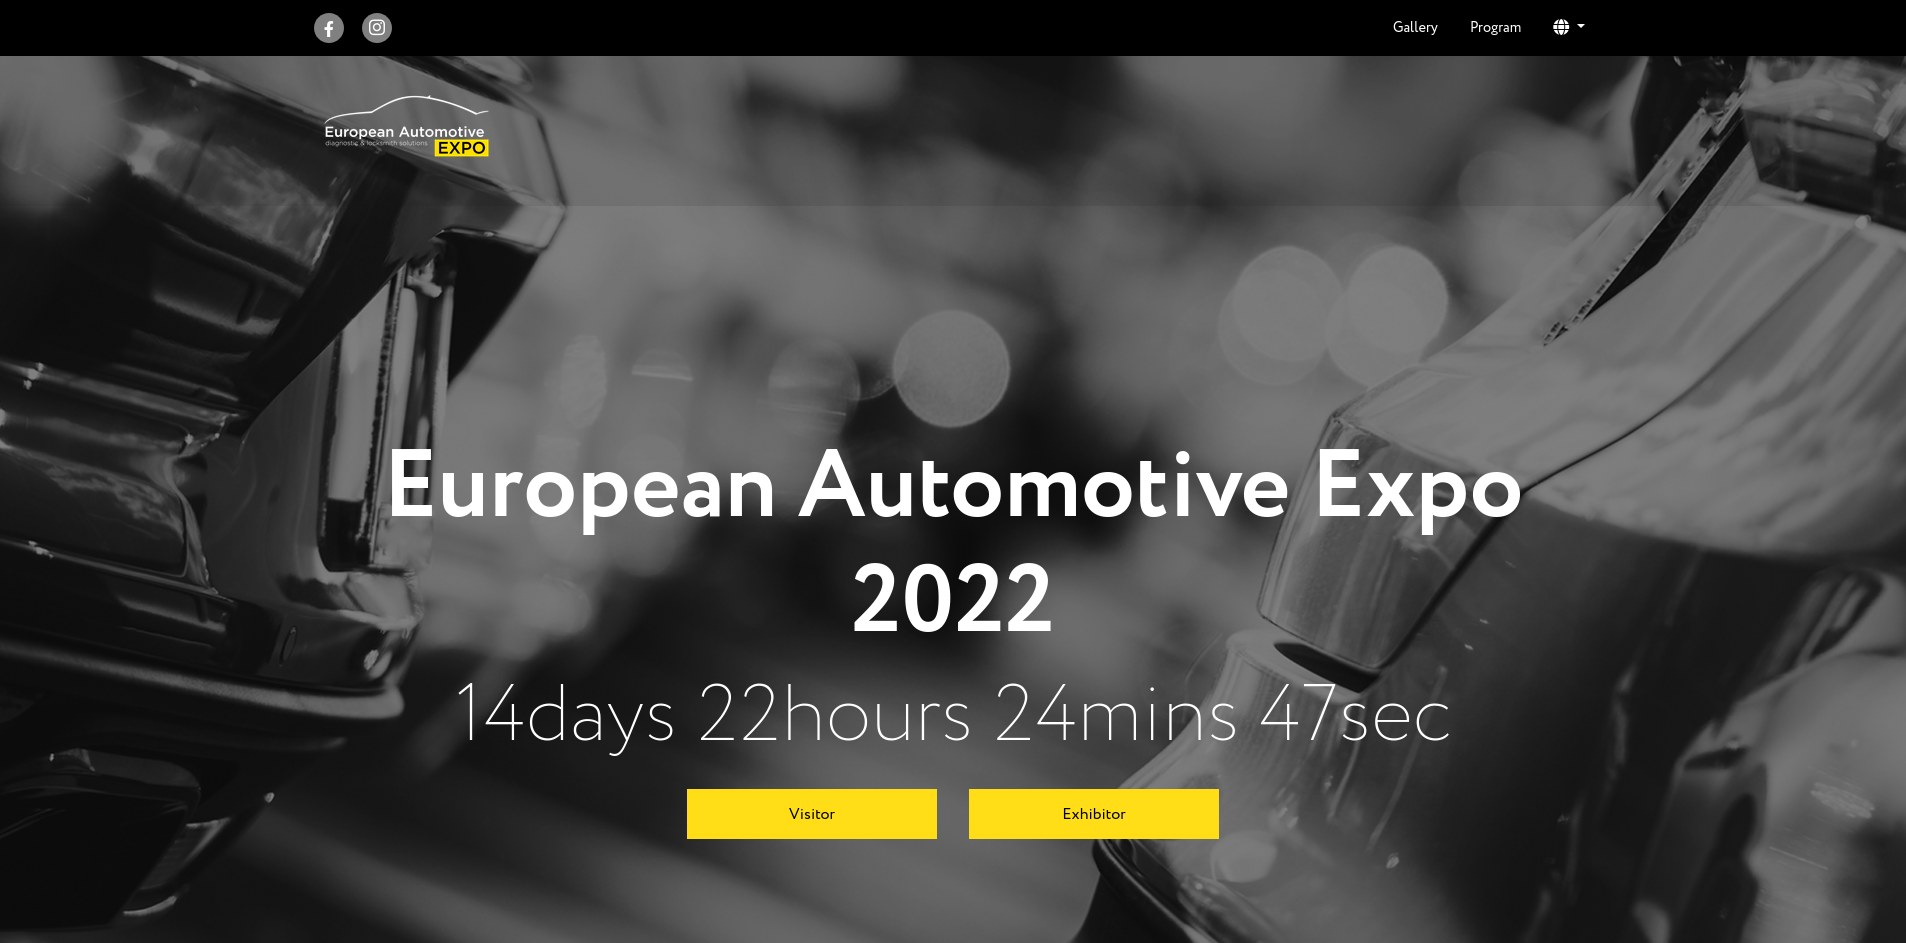 Gallery
Program
European Automotive
diagnostic & locksmith solutions
EXPO
European Automotive Expo
2022
14days 22hours 24mins 47sec
Visitor
Exhibitor